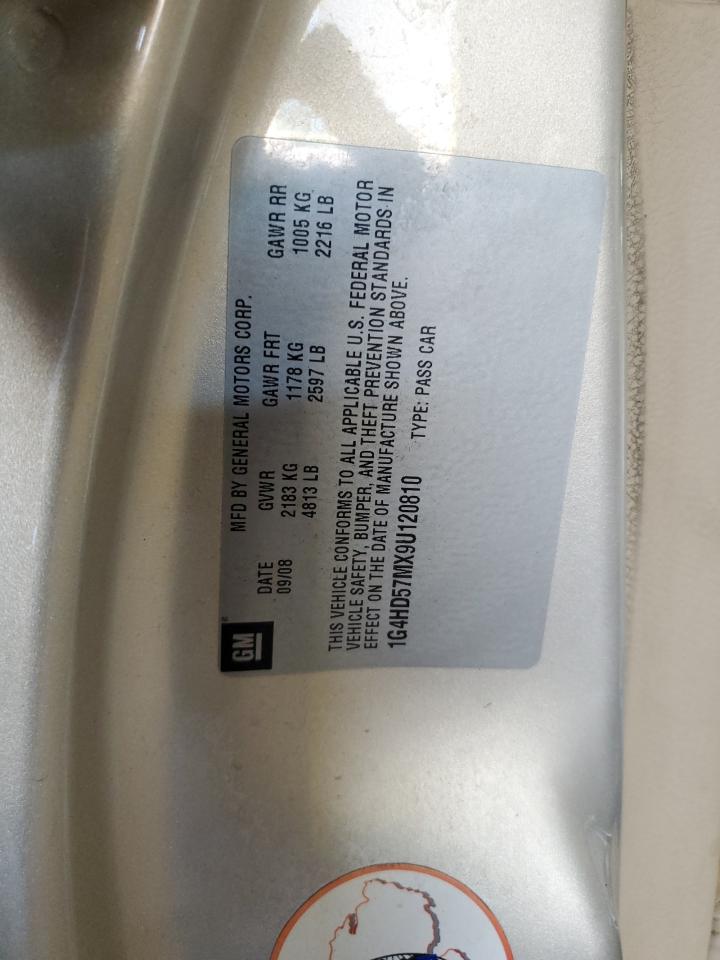 GM
MFD BY GENERAL MOTORS CORP.
DATE GVWR GAWR FRT GAWR RR
09/08 2183 KG 1178 KG 1005 KG
4813 LB 2597 LB 2216 LB
THIS VEHICLE CONFORMS TO ALL APPLICABLE U.S. FEDERAL MOTOR
VEHICLE SAFETY, BUMPER, AND THEFT PREVENTION STANDARDS IN
EFFECT ON THE DATE OF MANUFACTURE SHOWN ABOVE.
1G4HD57MX9U120810 TYPE: PASS CAR